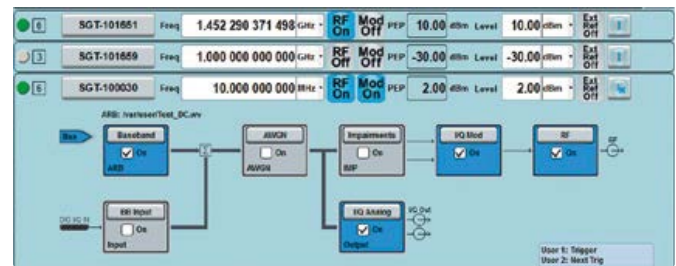 6 SGT-101651 Freq 1.452 290 371 498 GHz RF On Mod Off PEP 10.00 dBm Level 10.00 dBm Ext Ref Off
3 SGT-101659 Freq 1.000 000 000 000 GHz RF Off Mod Off PEP -30.00 dBm Level -30.00 dBm Ext Ref Off
6 SGT-100030 Freq 10.000 000 000 MHz RF On Mod On PEP 2.00 dBm Level 2.00 dBm Ext Ref Off
ARB: /var/user/Test_DC.wv
Baseband AWGN Impairments I/Q Mod RF RF
On On On On On
ARB AWGN IMP
DIG I/Q IN BB Input I/Q Analog I/Q Out
On On
Input Output
User 1: Trigger
User 2: Next Trig